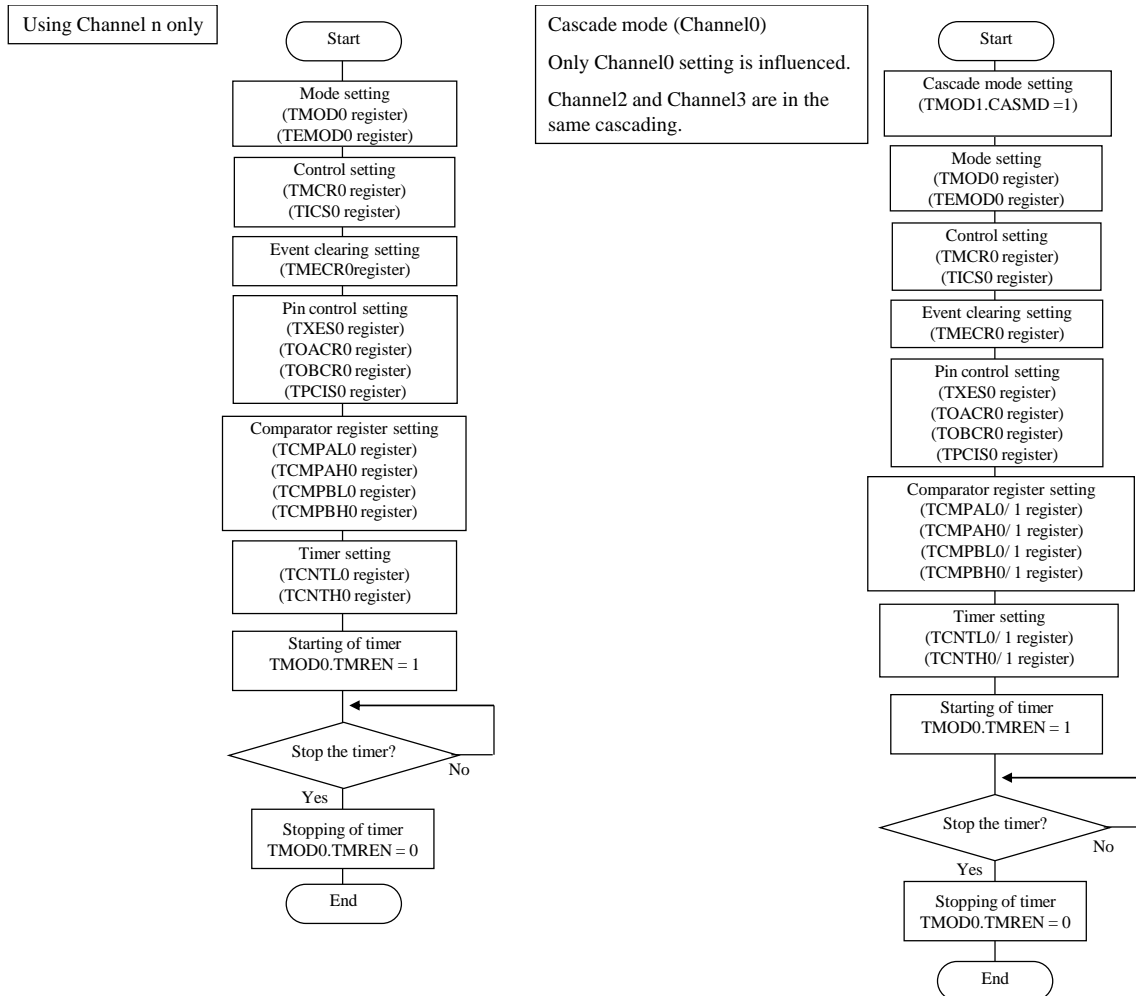 Using Channel n only
Start
Mode setting
(TMOD0 register)
(TEMOD0 register)
Control setting
(TMCR0 register)
(TICS0 register)
Event clearing setting
(TMECR0register)
Pin control setting
(TXES0 register)
(TOACR0 register)
(TOBCR0 register)
(TPCIS0 register)
Comparator register setting
(TCMPAL0 register)
(TCMPAH0 register)
(TCMPBL0 register)
(TCMPBH0 register)
Timer setting
(TCNTL0 register)
(TCNTH0 register)
Starting of timer
TMOD0.TMREN = 1
Stop the timer?
No
Yes
Stopping of timer
TMOD0.TMREN = 0
End
Cascade mode (Channel0)
Only Channel0 setting is influenced.
Channel2 and Channel3 are in the
same cascading.
Start
Cascade mode setting
(TMOD1.CASMD =1)
Mode setting
(TMOD0 register)
(TEMOD0 register)
Control setting
(TMCR0 register)
(TICS0 register)
Event clearing setting
(TMECR0 register)
Pin control setting
(TXES0 register)
(TOACR0 register)
(TOBCR0 register)
(TPCIS0 register)
Comparator register setting
(TCMPAL0/ 1 register)
(TCMPAH0/ 1 register)
(TCMPBL0/ 1 register)
(TCMPBH0/ 1 register)
Timer setting
(TCNTL0/ 1 register)
(TCNTH0/ 1 register)
Starting of timer
TMOD0.TMREN = 1
Stop the timer?
No
Yes
Stopping of timer
TMOD0.TMREN = 0
End